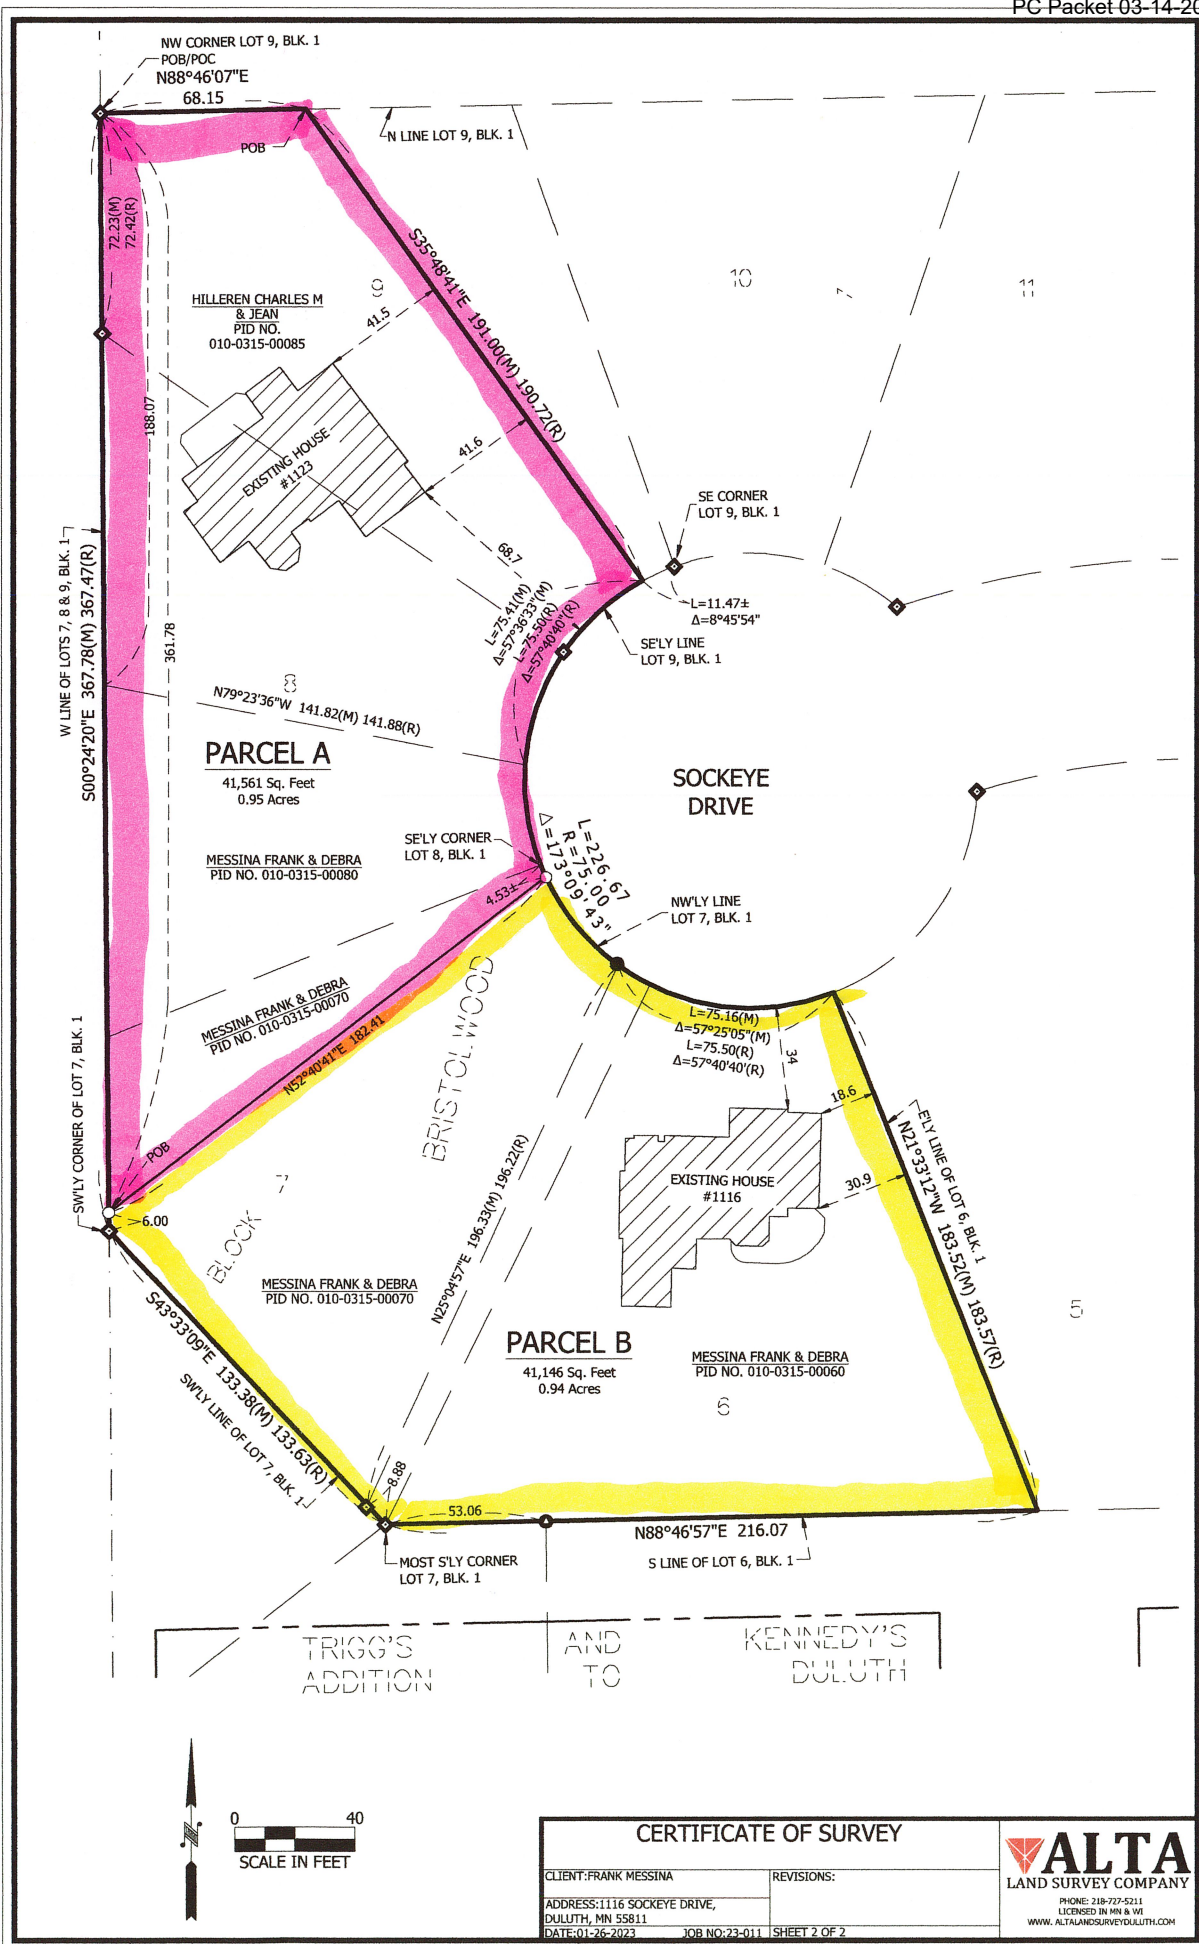 PC Packet 03-14-20
NW CORNER LOT 9, BLK. 1
POB/POC
N88°46'07"E
68.15
POB
N LINE LOT 9, BLK. 1
72.23(M)
72.42(R)
188.07
361.78
HILLEREN CHARLES M
& JEAN
PID NO.
010-0315-00085
9
10
7
11
41.5
S35°48'41"E 191.00(M) 190.72(R)
41.6
EXISTING HOUSE
#1123
68.7
SE CORNER
LOT 9, BLK. 1
L=75.41(M)
Δ=57°36'33"(M)
L=75.50(R)
Δ=57°40'40"(R)
L=11.47±
Δ=8°45'54"
SE'LY LINE
LOT 9, BLK. 1
W LINE OF LOTS 7, 8 & 9, BLK. 1
S00°24'20"E 367.78(M) 367.47(R)
8
N79°23'36"W 141.82(M) 141.88(R)
PARCEL A
41,561 Sq. Feet
0.95 Acres
SOCKEYE
DRIVE
SE'LY CORNER
LOT 8, BLK. 1
MESSINA FRANK & DEBRA
PID NO. 010-0315-00080
4.53±
L=226.67
R=75.00
Δ=173°09'43"
NW'LY LINE
LOT 7, BLK. 1
MESSINA FRANK & DEBRA
PID NO. 010-0315-00070
N52°40'41"E 182.41
BRISTOLWOOD
L=75.16(M)
Δ=57°25'05"(M)
L=75.50(R)
Δ=57°40'40'(R)
34
18.6
30.9
E'LY LINE OF LOT 6, BLK. 1
N21°33'12"W 183.52(M) 183.57(R)
SW'LY CORNER OF LOT 7, BLK. 1
POB
6.00
7
BLOCK
EXISTING HOUSE
#1116
N25°04'57"E 196.33(M) 196.22(R)
MESSINA FRANK & DEBRA
PID NO. 010-0315-00070
S43°33'09"E 133.38(M) 133.63(R)
SW'LY LINE OF LOT 7, BLK. 1
PARCEL B
41,146 Sq. Feet
0.94 Acres
MESSINA FRANK & DEBRA
PID NO. 010-0315-00060
6
5
8.88
53.06
N88°46'57"E 216.07
S LINE OF LOT 6, BLK. 1
MOST S'LY CORNER
LOT 7, BLK. 1
TRIGG'S AND KENNEDY'S
ADDITION TO DULUTH
0 40
SCALE IN FEET
CERTIFICATE OF SURVEY
CLIENT:FRANK MESSINA
REVISIONS:
ADDRESS:1116 SOCKEYE DRIVE,
DULUTH, MN 55811
DATE:01-26-2023 JOB NO:23-011 SHEET 2 OF 2
ALTA
LAND SURVEY COMPANY
PHONE: 218-727-5211
LICENSED IN MN & WI
WWW. ALTALANDSURVEYDULUTH.COM